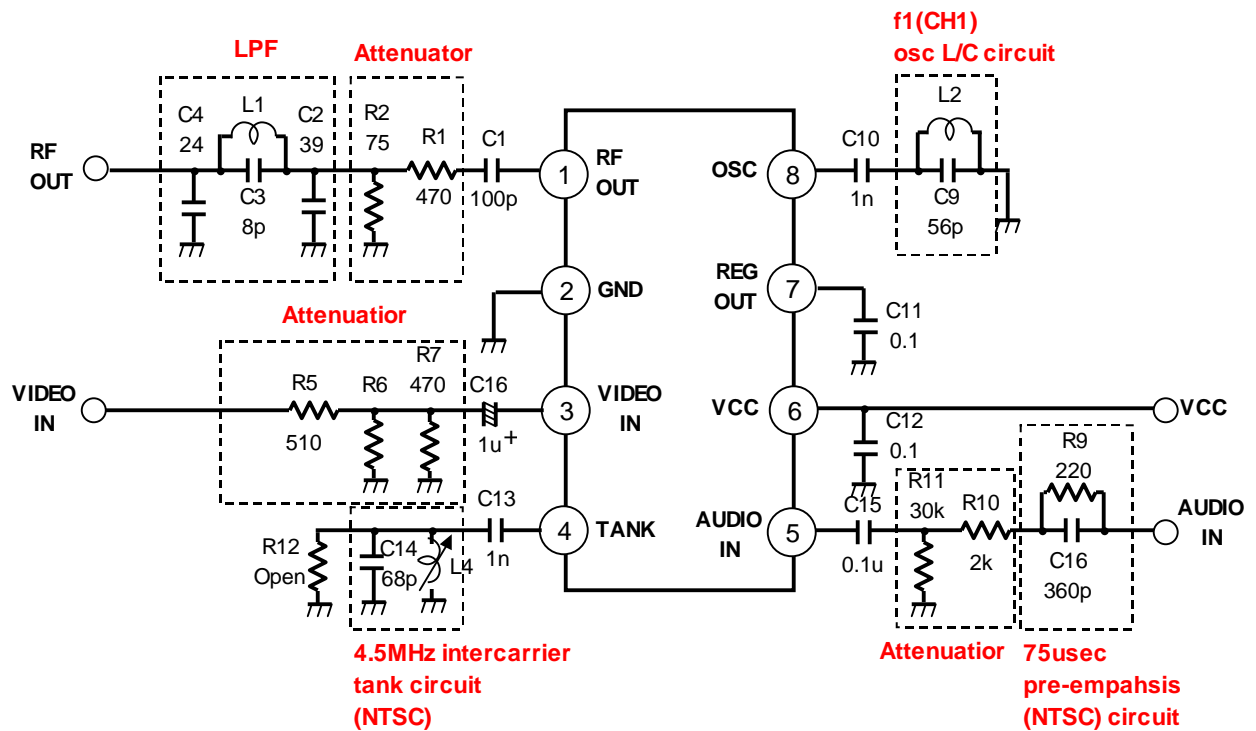 f1(CH1)
osc L/C circuit
LPF
Attenuator
C4
24
L1
C2
39
R2
75
R1
470
C1
100p
C3
8p
RF
OUT
1
RF
OUT
OSC
8
C10
1n
L2
C9
56p
2
GND
REG
OUT
7
C11
0.1
Attenuatior
R5
510
R6
R7
470
C16
1u
+
VIDEO
IN
3
VIDEO
IN
VCC
6
VCC
C12
0.1
R12
Open
C14
68p
L4
C13
1n
4
TANK
AUDIO
IN
5
C15
0.1u
R11
30k
R10
2k
R9
220
C16
360p
AUDIO
IN
4.5MHz intercarrier
tank circuit
(NTSC)
Attenuatior
75usec
pre-empahsis
(NTSC) circuit